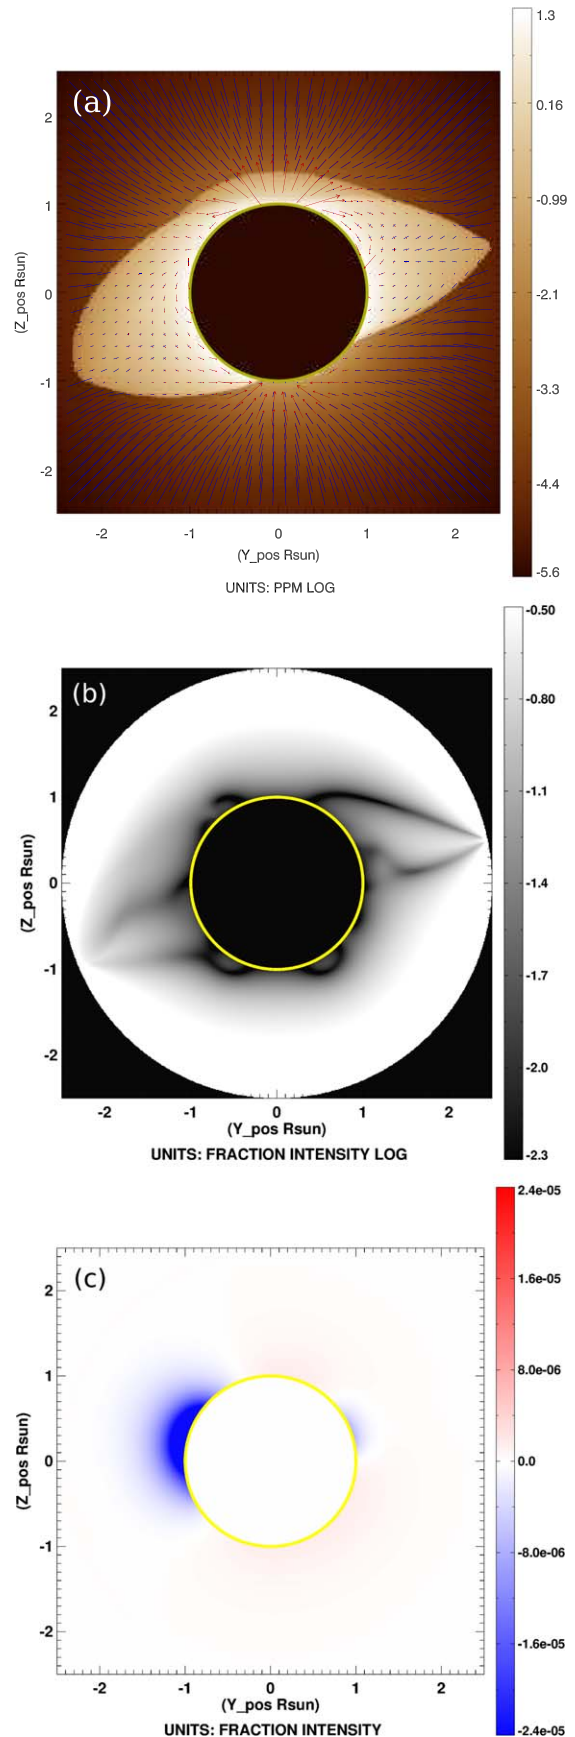 1.3
(a)
2
0.16
1
-0.99
(Z_pos Rsun)
0
-2.1
-1
-3.3
-2
-4.4
-2 -1 0 1 2
(Y_pos Rsun)
-5.6
UNITS: PPM LOG
-0.50
(b)
2
-0.80
1
-1.1
(Z_pos Rsun)
0
-1.4
-1
-1.7
-2
-2.0
-2 -1 0 1 2
(Y_pos Rsun)
UNITS: FRACTION INTENSITY LOG
-2.3
2.4e-05
(c)
2
1.6e-05
1
8.0e-06
(Z_pos Rsun)
0
0.0
-1
-8.0e-06
-2
-1.6e-05
-2 -1 0 1 2
(Y_pos Rsun)
UNITS: FRACTION INTENSITY
-2.4e-05